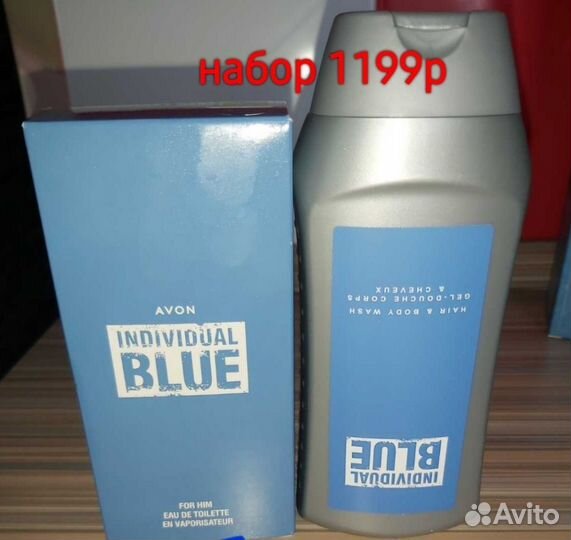 набор 1199р
AVON
INDIVIDUAL
BLUE
FOR HIM
EAU DE TOILETTE
EN VAPORISATEUR
INDIVIDUAL
BLUE
HAIR & BODY WASH
GEL-DOUCHE CORPS
& CHEVEUX
Avito